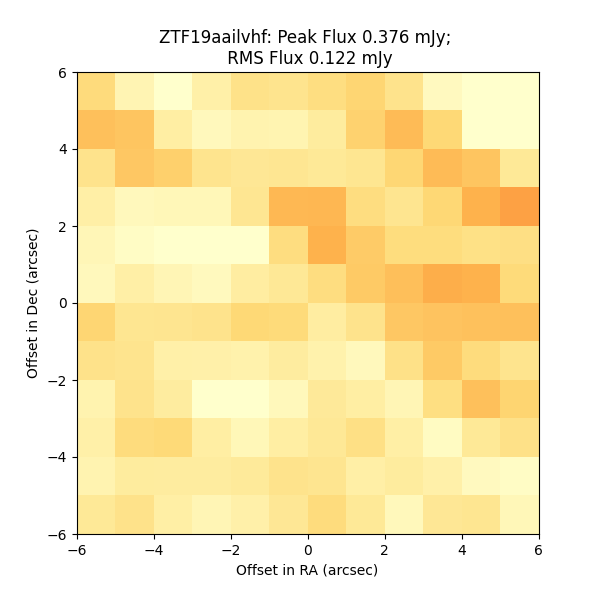 ZTF19aailvhf: Peak Flux 0.376 mJy;
RMS Flux 0.122 mJy
6
4
2
0
−2
−4
−6
Offset in Dec (arcsec)
−6 −4 −2 0 2 4 6
Offset in RA (arcsec)